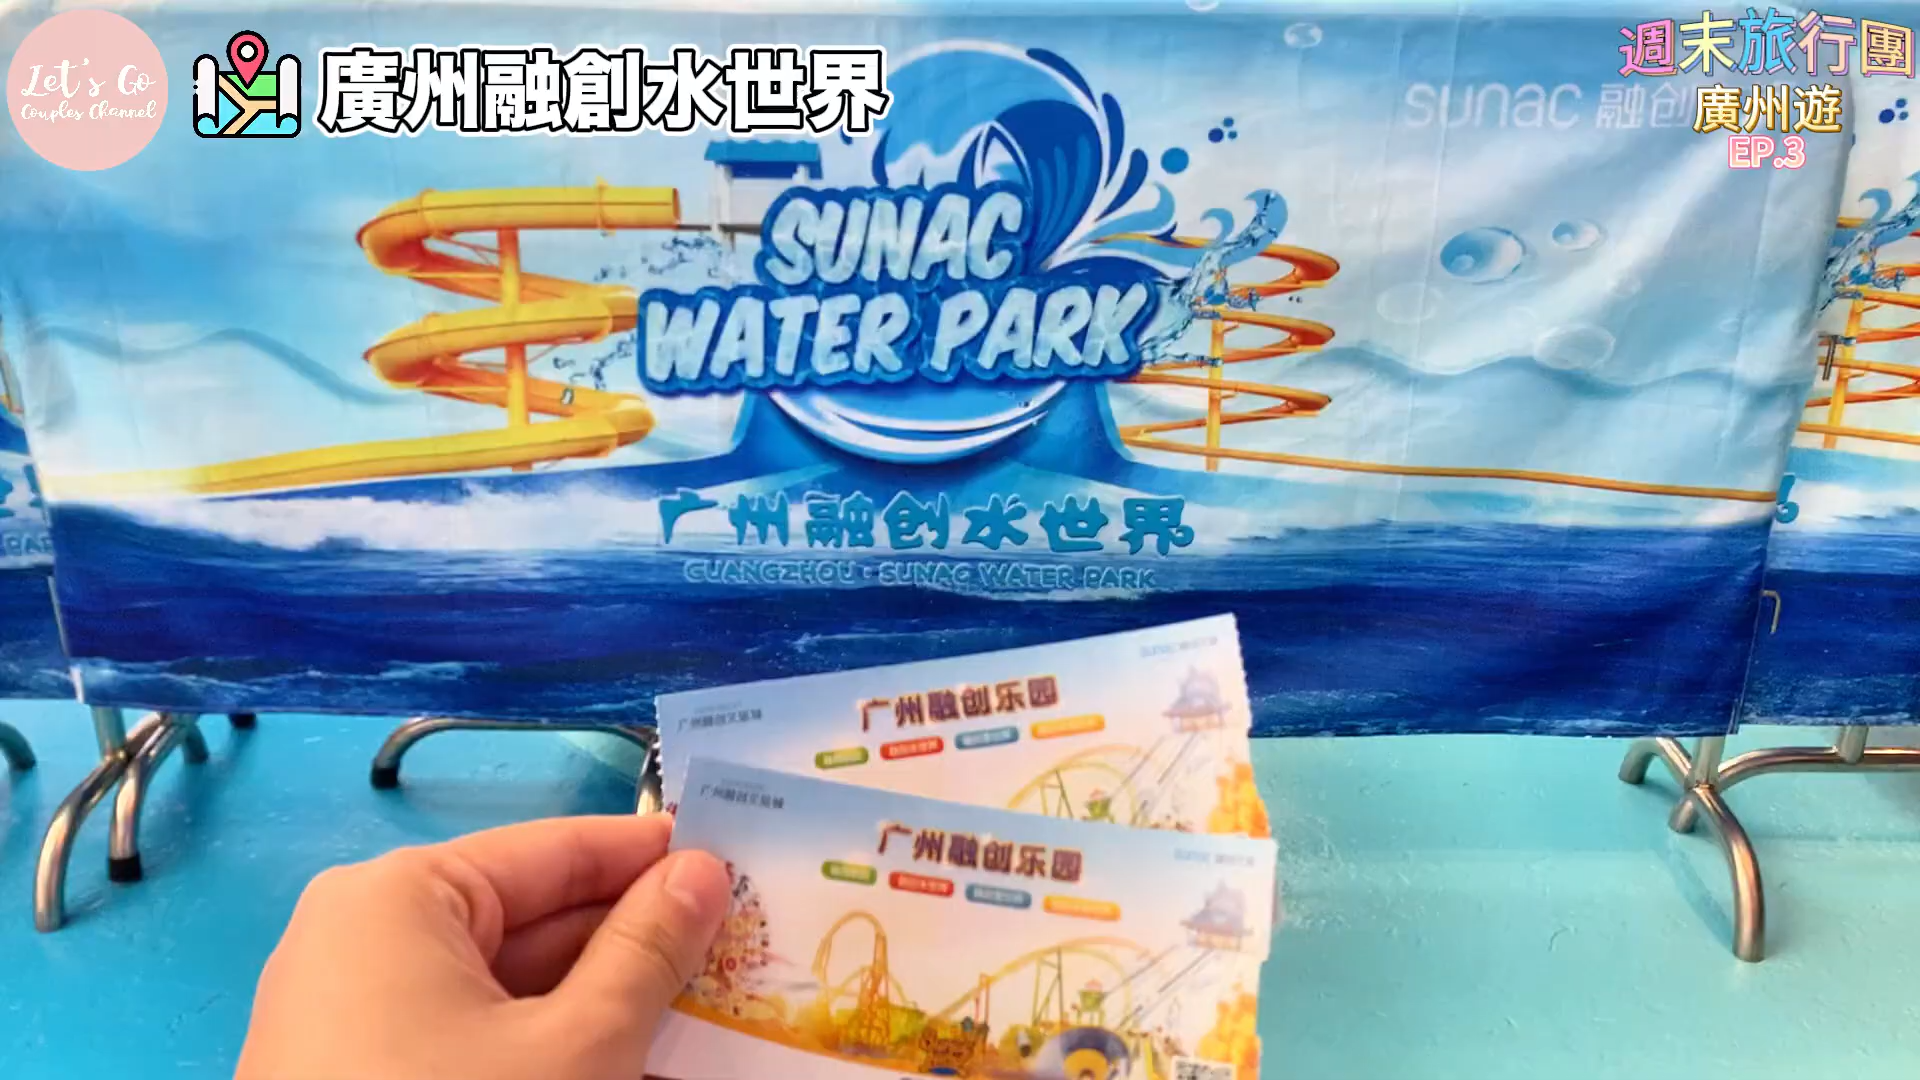 Let's Go
Couples Channel
廣州融創水世界
週末旅行團
廣州遊
EP.3
sunac 融创
SUNAC
WATER PARK
广州融创水世界
GUANGZHOU · SUNAC WATER PARK
广州融创乐园
广州融创乐园